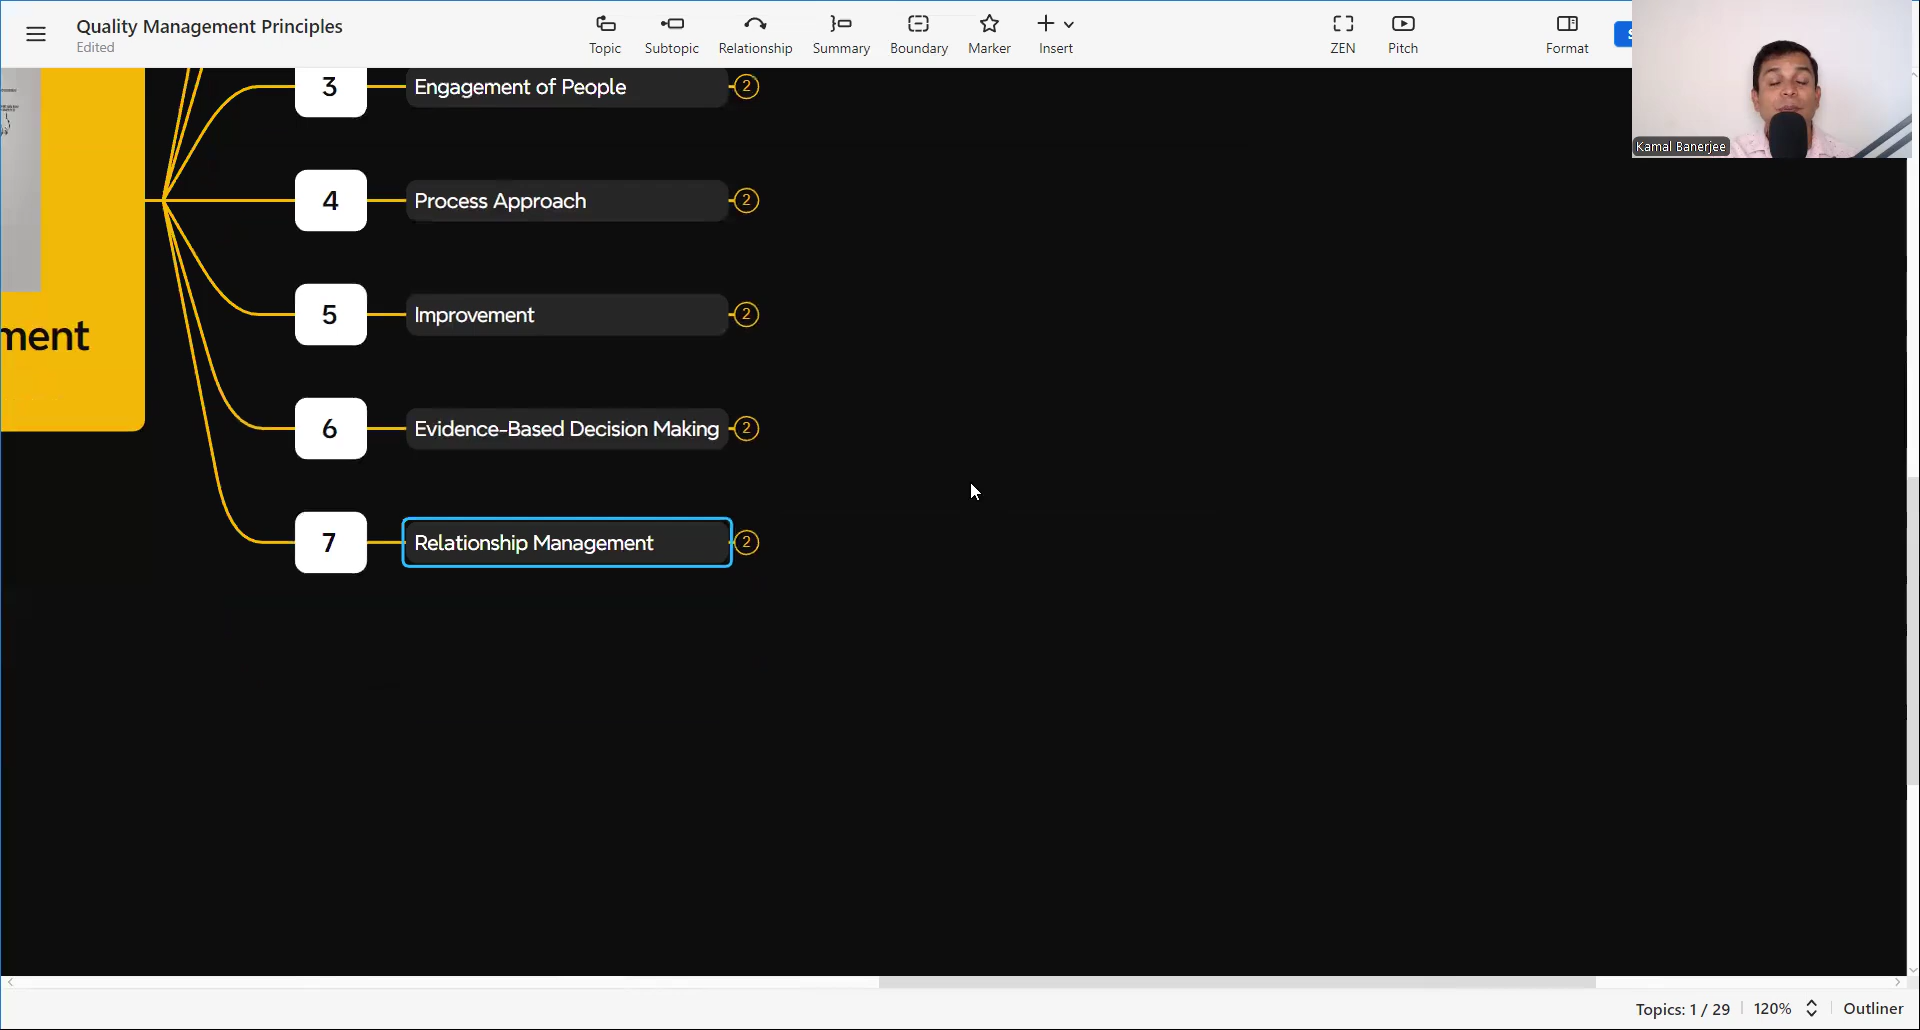 Quality Management Principles
Edited
Topic
Subtopic
Relationship
Summary
Boundary
Marker
Insert
ZEN
Pitch
Format
Kamal Banerjee
3 Engagement of People 2
4 Process Approach 2
5 Improvement 2
ment
6 Evidence-Based Decision Making 2
7 Relationship Management 2
Topics: 1 / 29
120%
Outliner